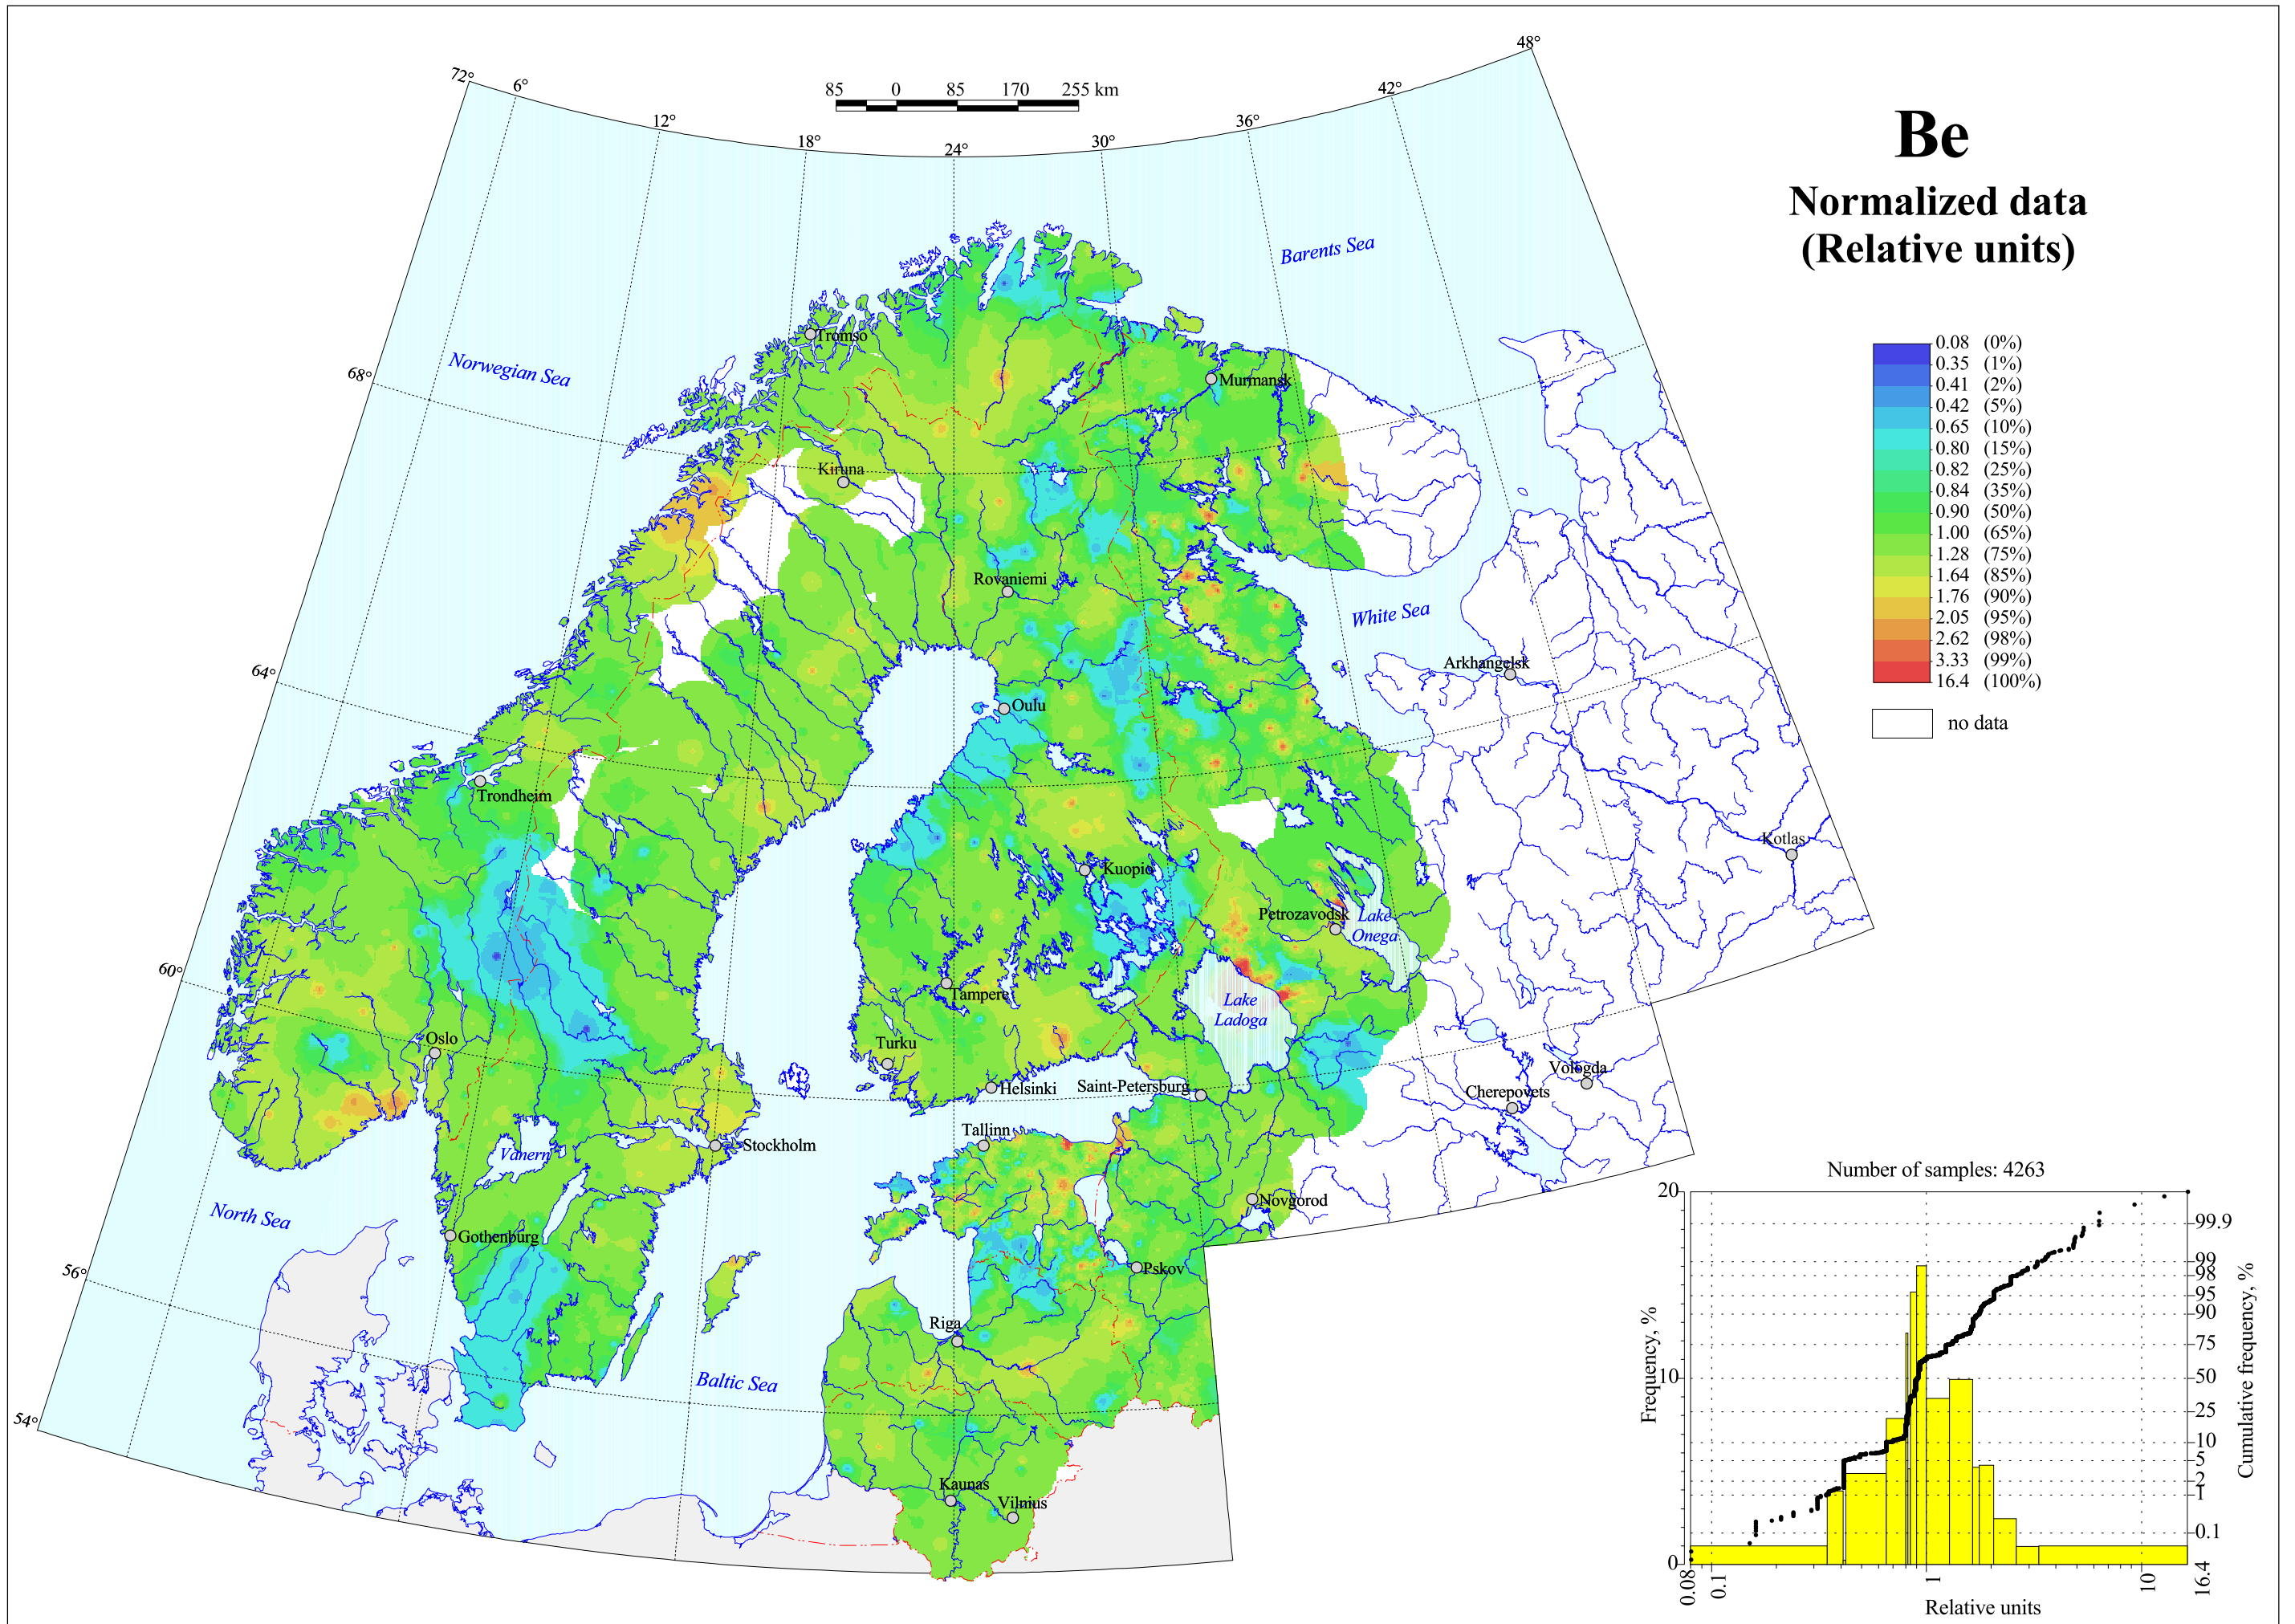 48°
72°
6°
42°
85 0 85 170 255 km
12°
36°
18°
30°
24°
Be
Normalized data
(Relative units)
Barents Sea
Tromso
Norwegian Sea
68°
Murmansk
0.08 (0%)
0.35 (1%)
0.41 (2%)
0.42 (5%)
0.65 (10%)
0.80 (15%)
0.82 (25%)
0.84 (35%)
0.90 (50%)
1.00 (65%)
1.28 (75%)
1.64 (85%)
1.76 (90%)
2.05 (95%)
2.62 (98%)
3.33 (99%)
16.4 (100%)
no data
Kiruna
Rovaniemi
White Sea
Arkhangelsk
64°
Oulu
Trondheim
Kotlas
Kuopio
Petrozavodsk
Lake
Onega
60°
Tampere
Lake
Ladoga
Oslo
Turku
Helsinki
Saint-Petersburg
Vologda
Cherepovets
Tallinn
Stockholm
Vanern
Novgorod
North Sea
Gothenburg
Pskov
56°
Riga
Baltic Sea
54°
Kaunas
Vilnius
Number of samples: 4263
20
10
0
Frequency, %
99.9
99
98
95
90
75
50
25
10
5
2
1
0.1
Cumulative frequency, %
0.08
0.1
1
10
16.4
4
Relative units